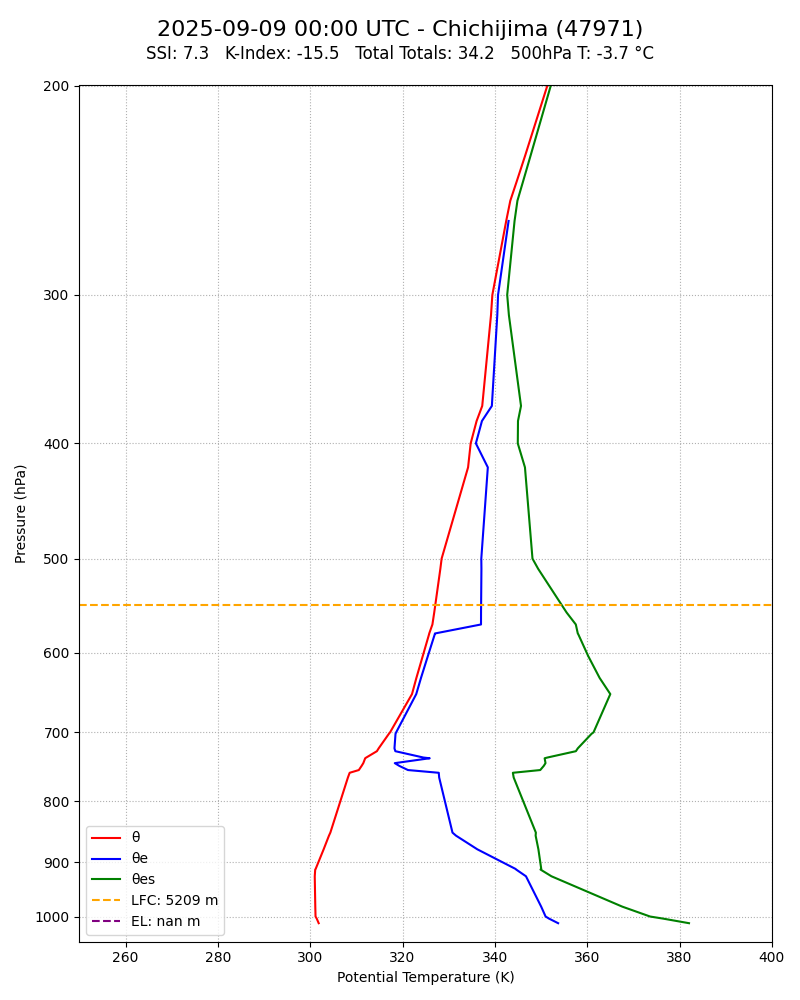 2025-09-09 00:00 UTC - Chichijima (47971)
SSI: 7.3   K-Index: -15.5   Total Totals: 34.2   500hPa T: -3.7 °C
200
300
400
500
600
700
800
900
1000
Pressure (hPa)
θ
θe
θes
LFC: 5209 m
EL: nan m
260 280 300 320 340 360 380 400
Potential Temperature (K)